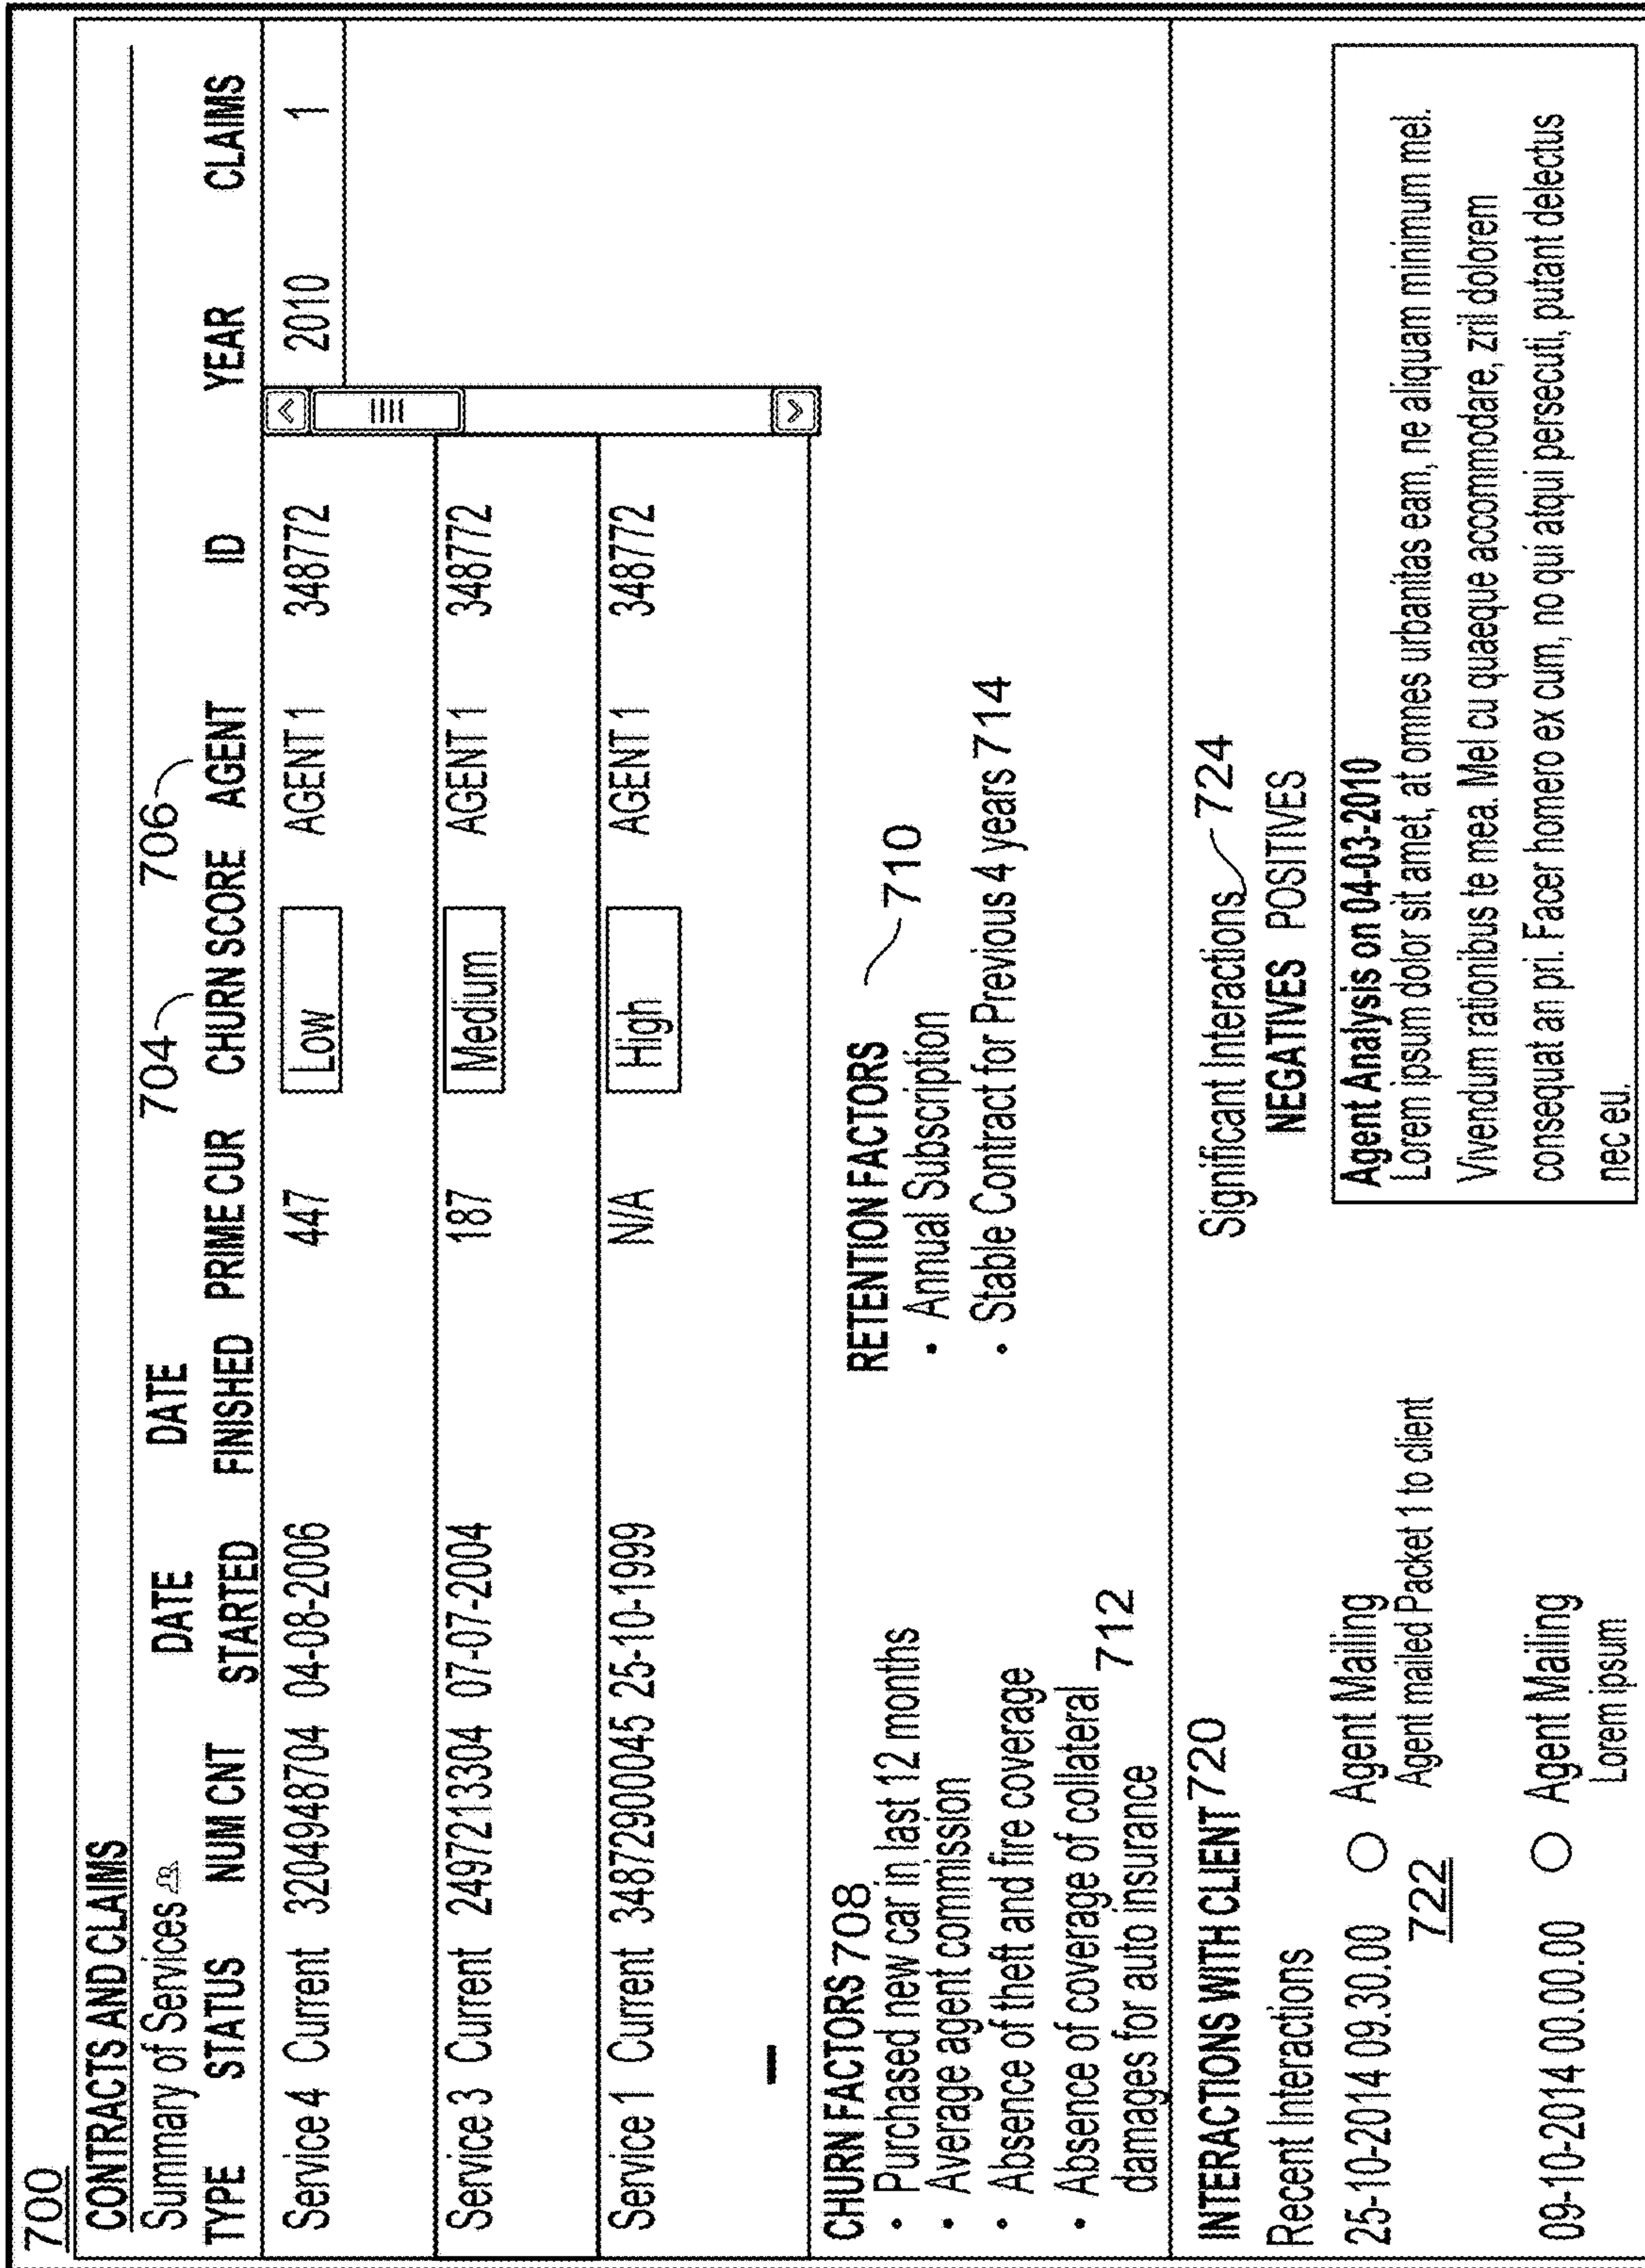 700
CONTRACTS AND CLAIMS
Summary of Services
704 706
DATE DATE
TYPE STATUS NUM CNT STARTED FINISHED PRIME CUR CHURN SCORE AGENT ID YEAR CLAIMS
Service 4 Current 3204948704 04-08-2006 447 Low AGENT 1 348772 2010 1
Service 3 Current 24972213304 07-07-2004 187 Medium AGENT 1 348772
Service 1 Current 34872900045 25-10-1999 N/A High AGENT 1 348772
CHURN FACTORS 708
• Purchased new car in last 12 months
• Average agent commission
• Absence of theft and fire coverage
• Absence of coverage of collateral
damages for auto insurance
712
RETENTION FACTORS 710
• Annual Subscription
• Stable Contract for Previous 4 years 714
INTERACTIONS WITH CLIENT 720
Recent Interactions
25-10-2014 09.30.00 Agent Mailing
722 Agent mailed Packet 1 to client
09-10-2014 00.00.00 Agent Mailing
Lorem ipsum
Significant Interactions 724
NEGATIVES POSITIVES
Agent Analysis on 04-03-2010
Lorem ipsum dolor sit amet, at omnes urbanitas eam, ne aliquam minimum mel.
Vivendum rationibus te mea. Mel cu quaeque accommodare, zril dolorem
consequat an pri. Facer homero ex cum, no qui atqui persecuti, putant delectus
nec eu.